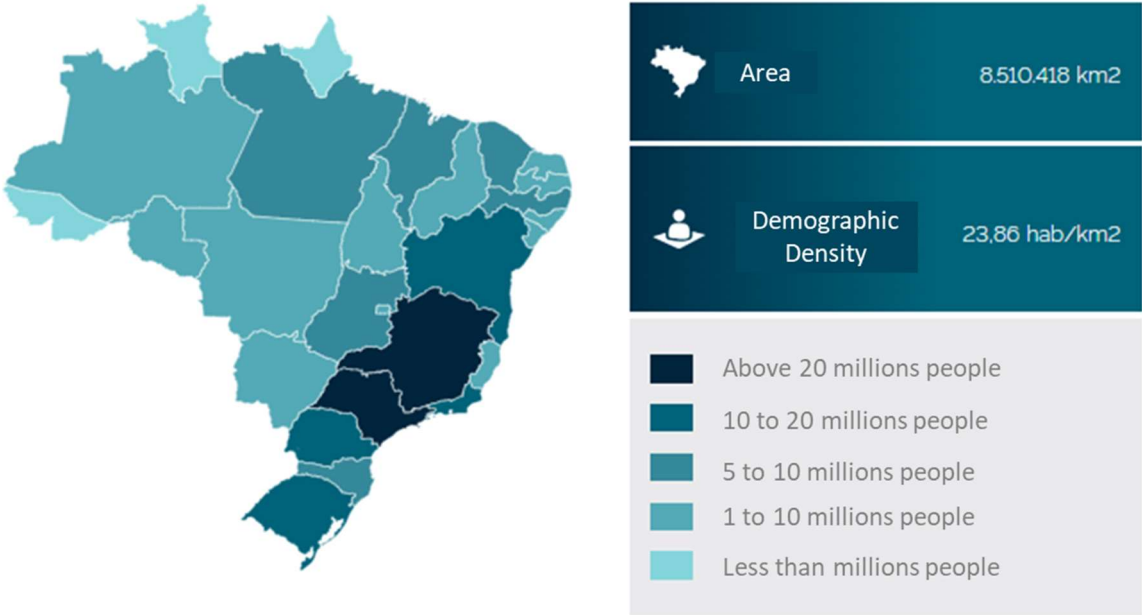 Area
8.510.418 km2
Demographic
Density
23,86 hab/km2
Above 20 millions people
10 to 20 millions people
5 to 10 millions people
1 to 10 millions people
Less than millions people